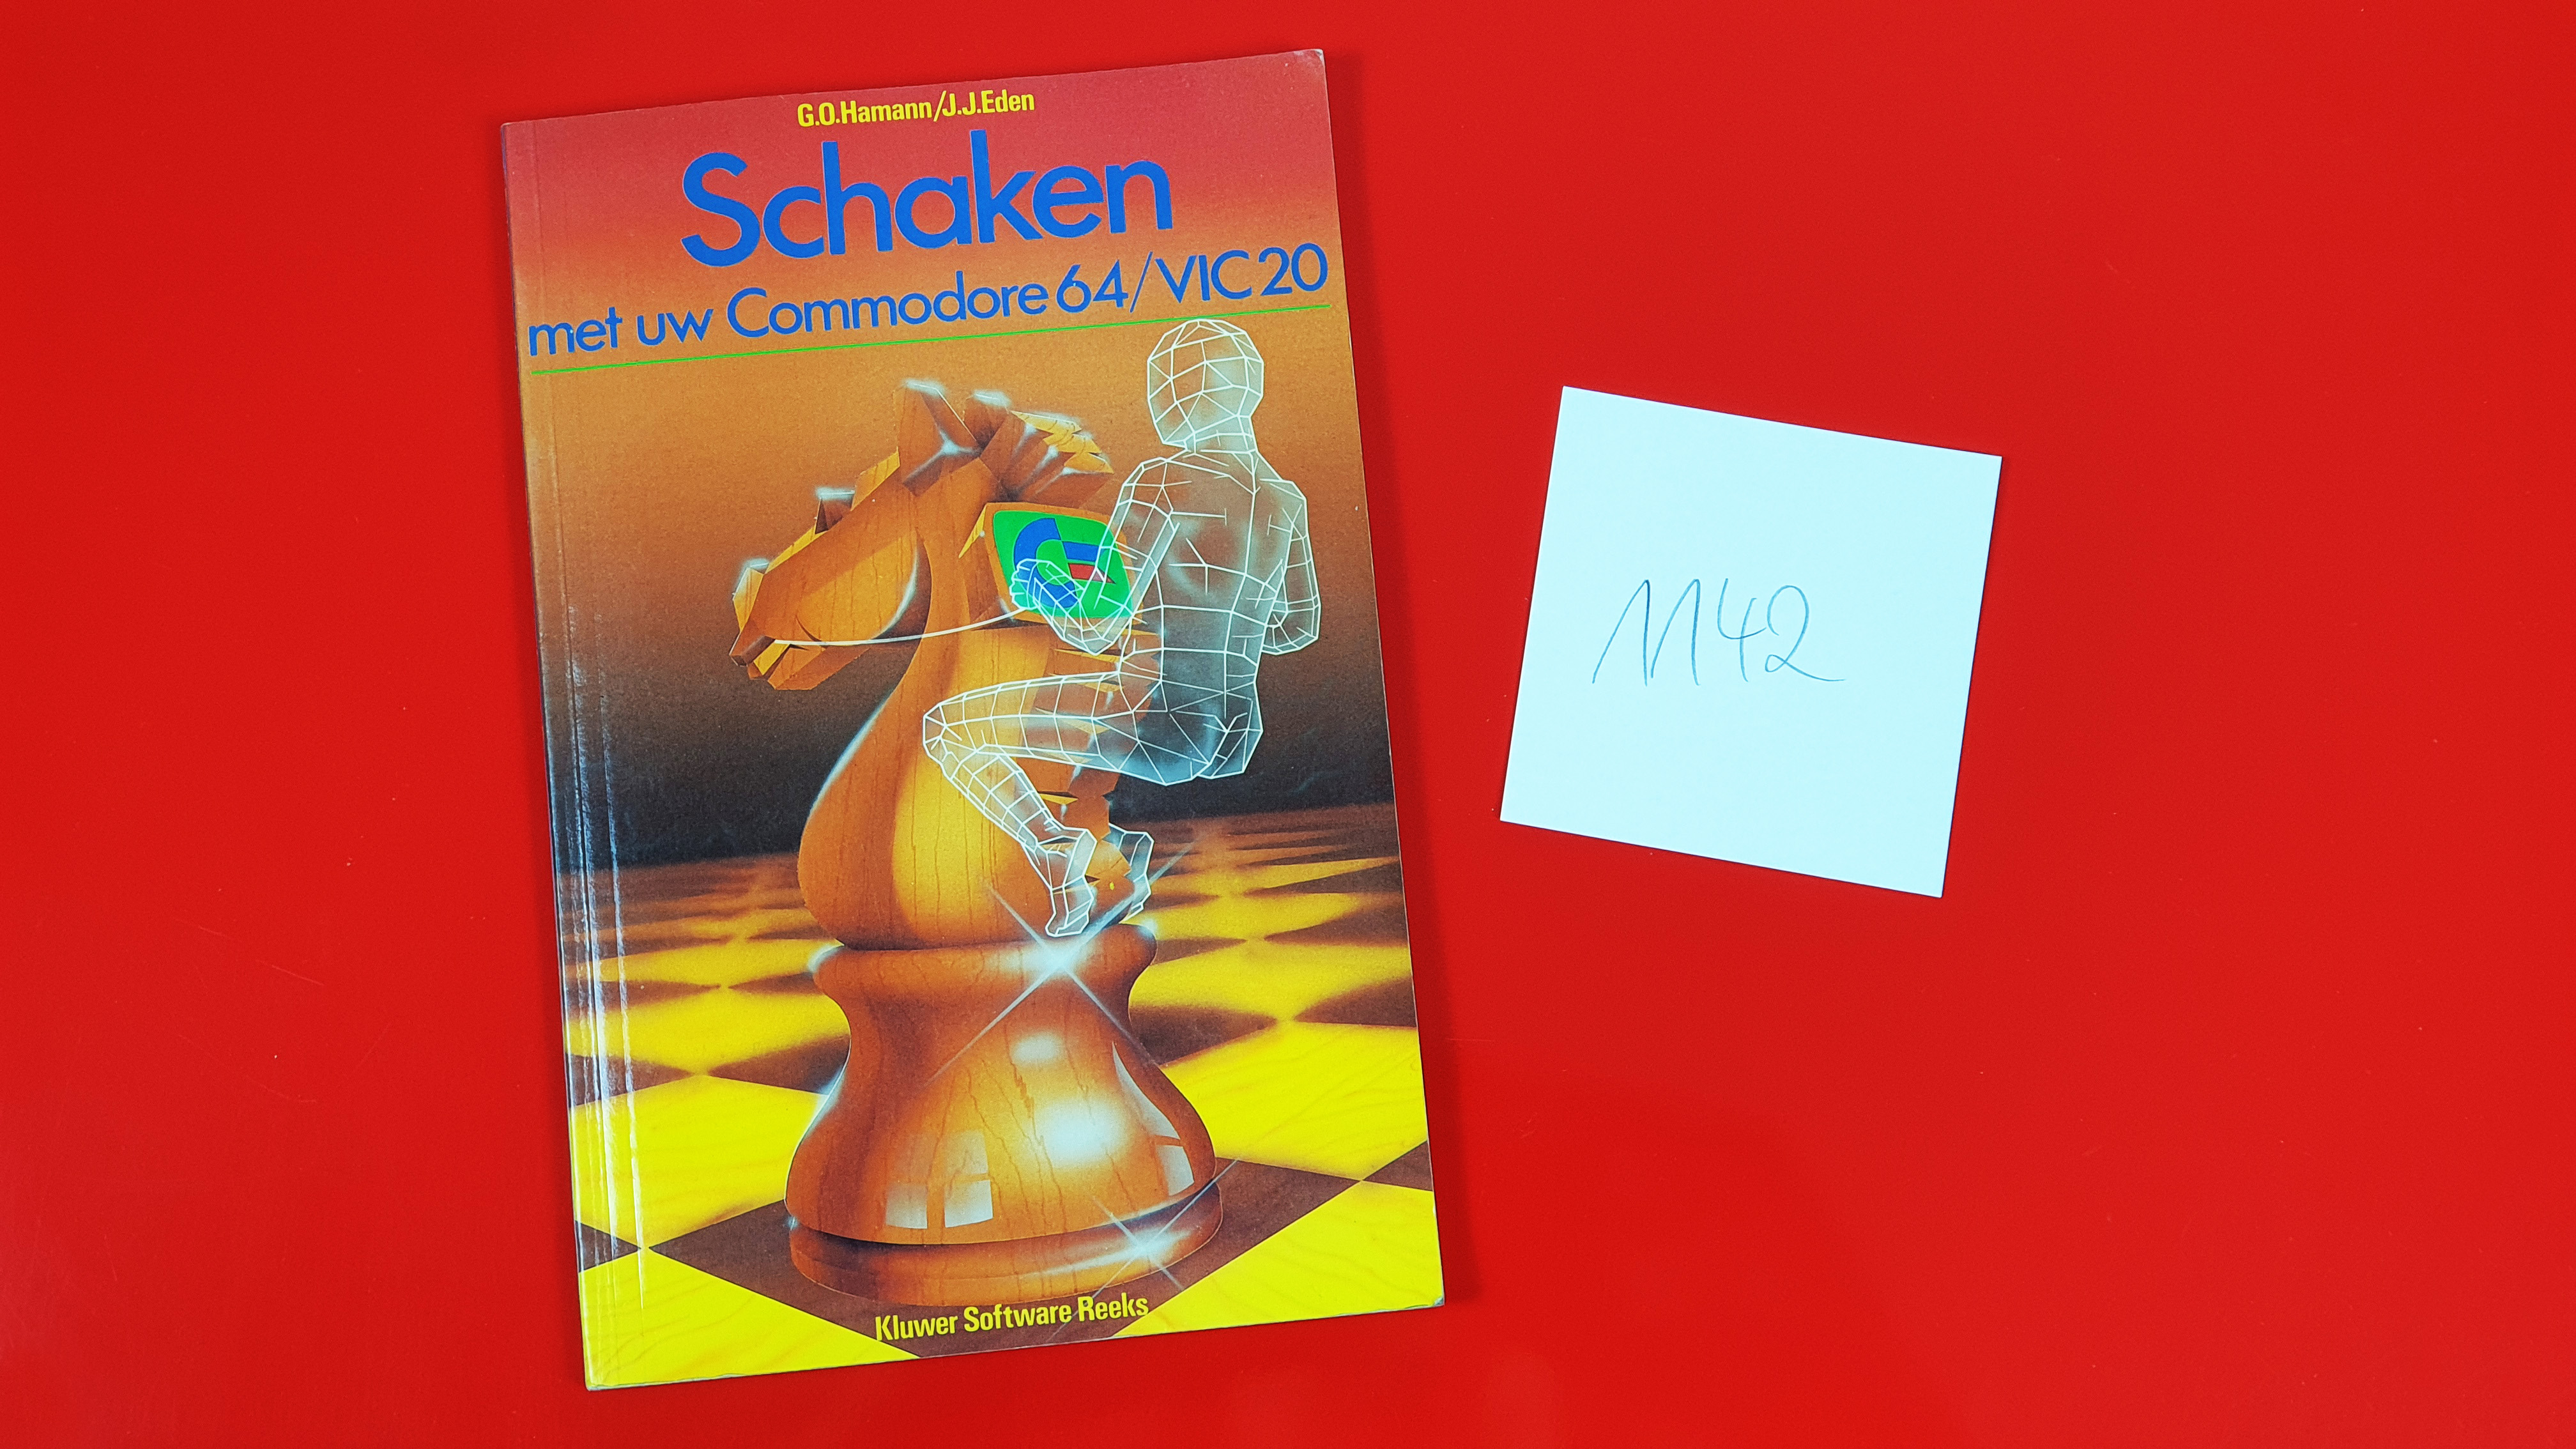 G.O.Hamann/J.J.Eden
Schaken
met uw Commodore 64/VIC 20
Kluwer Software Reeks
1142